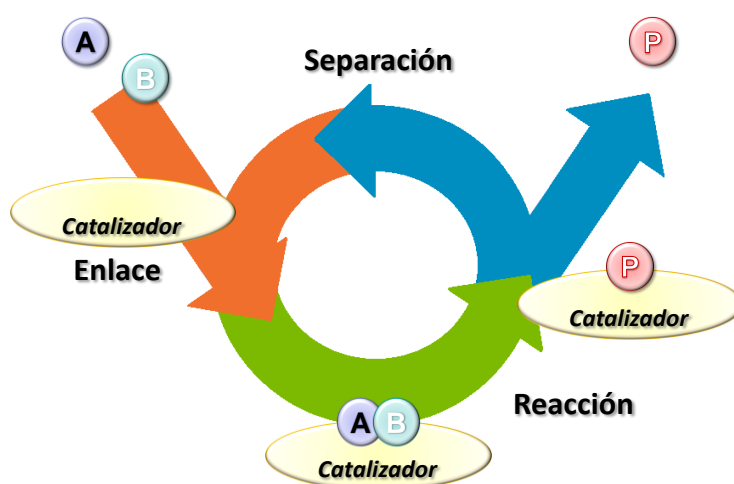 A
P
B
Separación
Catalizador
Enlace
P
Catalizador
Reacción
A B
Catalizador